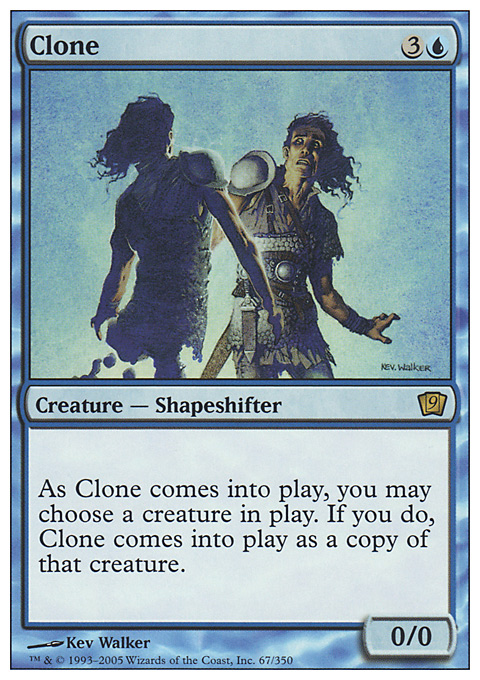 Clone 3
KEV. WALKER
Creature — Shapeshifter 9
As Clone comes into play, you may
choose a creature in play. If you do,
Clone comes into play as a copy of
that creature.
Kev Walker
0/0
™ & © 1993–2005 Wizards of the Coast, Inc. 67/350